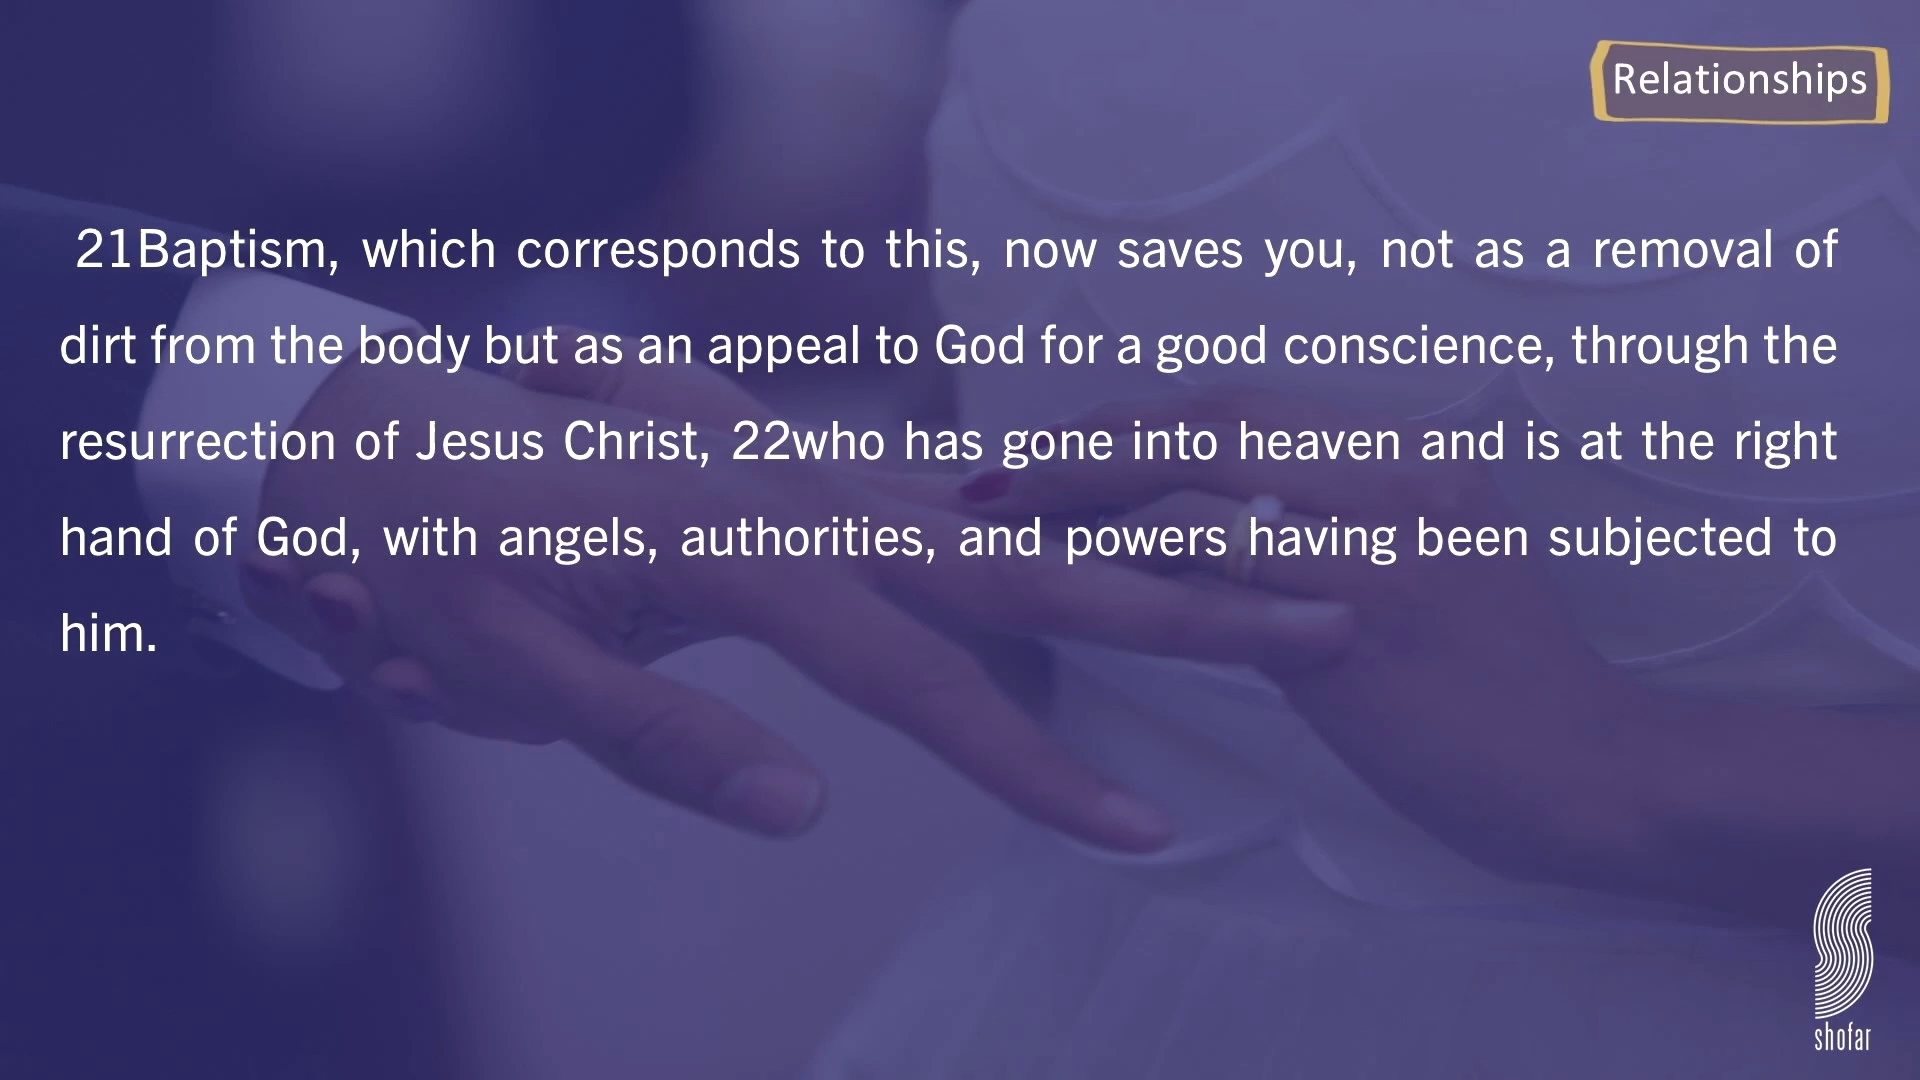 Relationships
21Baptism, which corresponds to this, now saves you, not as a removal of
dirt from the body but as an appeal to God for a good conscience, through the
resurrection of Jesus Christ, 22who has gone into heaven and is at the right
hand of God, with angels, authorities, and powers having been subjected to
him.
shofar